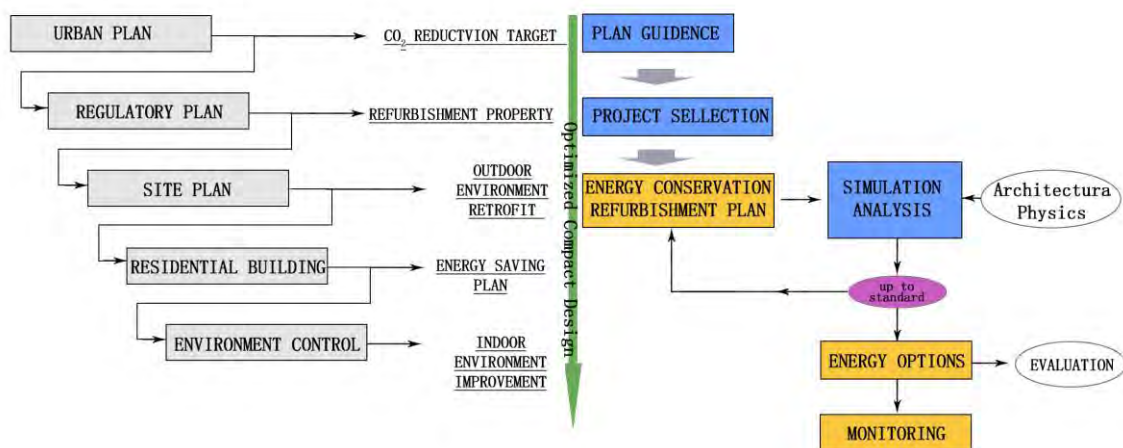 URBAN PLAN
CO₂ REDUCTVION TARGET
REGULATORY PLAN
REFURBISHMENT PROPERTY
SITE PLAN
OUTDOOR
ENVIRONMENT
RETROFIT
RESIDENTIAL BUILDING
ENERGY SAVING
PLAN
ENVIRONMENT CONTROL
INDOOR
ENVIRONMENT
IMPROVEMENT
Optimized Compact Design
PLAN GUIDENCE
PROJECT SELLECTION
ENERGY CONSERVATION
REFURBISHMENT PLAN
SIMULATION
ANALYSIS
Architectura
Physics
up to
standard
ENERGY OPTIONS
EVALUATION
MONITORING